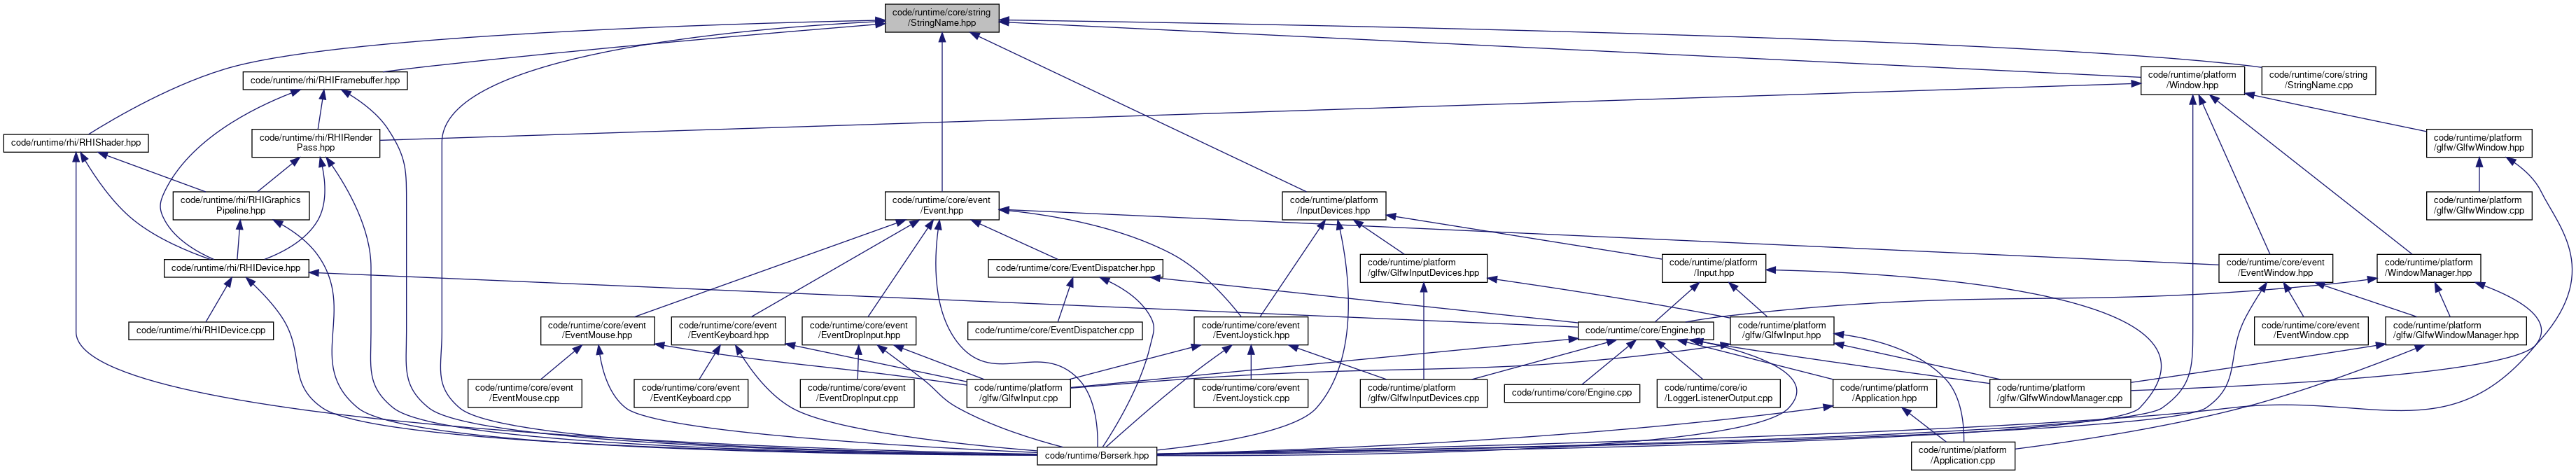 code/runtime/core/string
/StringName.hpp
code/runtime/rhi/RHIFramebuffer.hpp
code/runtime/platform
/Window.hpp
code/runtime/core/string
/StringName.cpp
code/runtime/rhi/RHIShader.hpp
code/runtime/rhi/RHIRender
Pass.hpp
code/runtime/platform
/glfw/GlfwWindow.hpp
code/runtime/rhi/RHIGraphics
Pipeline.hpp
code/runtime/core/event
/Event.hpp
code/runtime/platform
/InputDevices.hpp
code/runtime/platform
/glfw/GlfwWindow.cpp
code/runtime/rhi/RHIDevice.hpp
code/runtime/core/EventDispatcher.hpp
code/runtime/platform
/glfw/GlfwInputDevices.hpp
code/runtime/platform
/Input.hpp
code/runtime/core/event
/EventWindow.hpp
code/runtime/platform
/WindowManager.hpp
code/runtime/rhi/RHIDevice.cpp
code/runtime/core/event
/EventMouse.hpp
code/runtime/core/event
/EventKeyboard.hpp
code/runtime/core/event
/EventDropInput.hpp
code/runtime/core/EventDispatcher.cpp
code/runtime/core/event
/EventJoystick.hpp
code/runtime/core/Engine.hpp
code/runtime/platform
/glfw/GlfwInput.hpp
code/runtime/core/event
/EventWindow.cpp
code/runtime/platform
/glfw/GlfwWindowManager.hpp
code/runtime/core/event
/EventMouse.cpp
code/runtime/core/event
/EventKeyboard.cpp
code/runtime/core/event
/EventDropInput.cpp
code/runtime/platform
/glfw/GlfwInput.cpp
code/runtime/core/event
/EventJoystick.cpp
code/runtime/platform
/glfw/GlfwInputDevices.cpp
code/runtime/core/Engine.cpp
code/runtime/core/io
/LoggerListenerOutput.cpp
code/runtime/platform
/Application.hpp
code/runtime/platform
/glfw/GlfwWindowManager.cpp
code/runtime/Berserk.hpp
code/runtime/platform
/Application.cpp